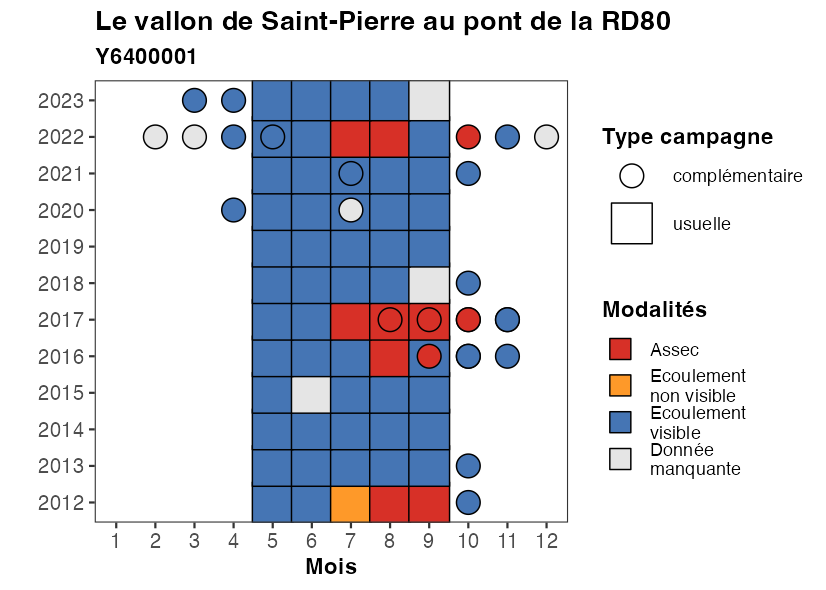 Le vallon de Saint-Pierre au pont de la RD80
Y6400001
2023
2022
2021
2020
2019
2018
2017
2016
2015
2014
2013
2012
1 2 3 4 5 6 7 8 9 10 11 12
Mois
Type campagne
complémentaire
usuelle
Modalités
Assec
Ecoulement
non visible
Ecoulement
visible
Donnée
manquante